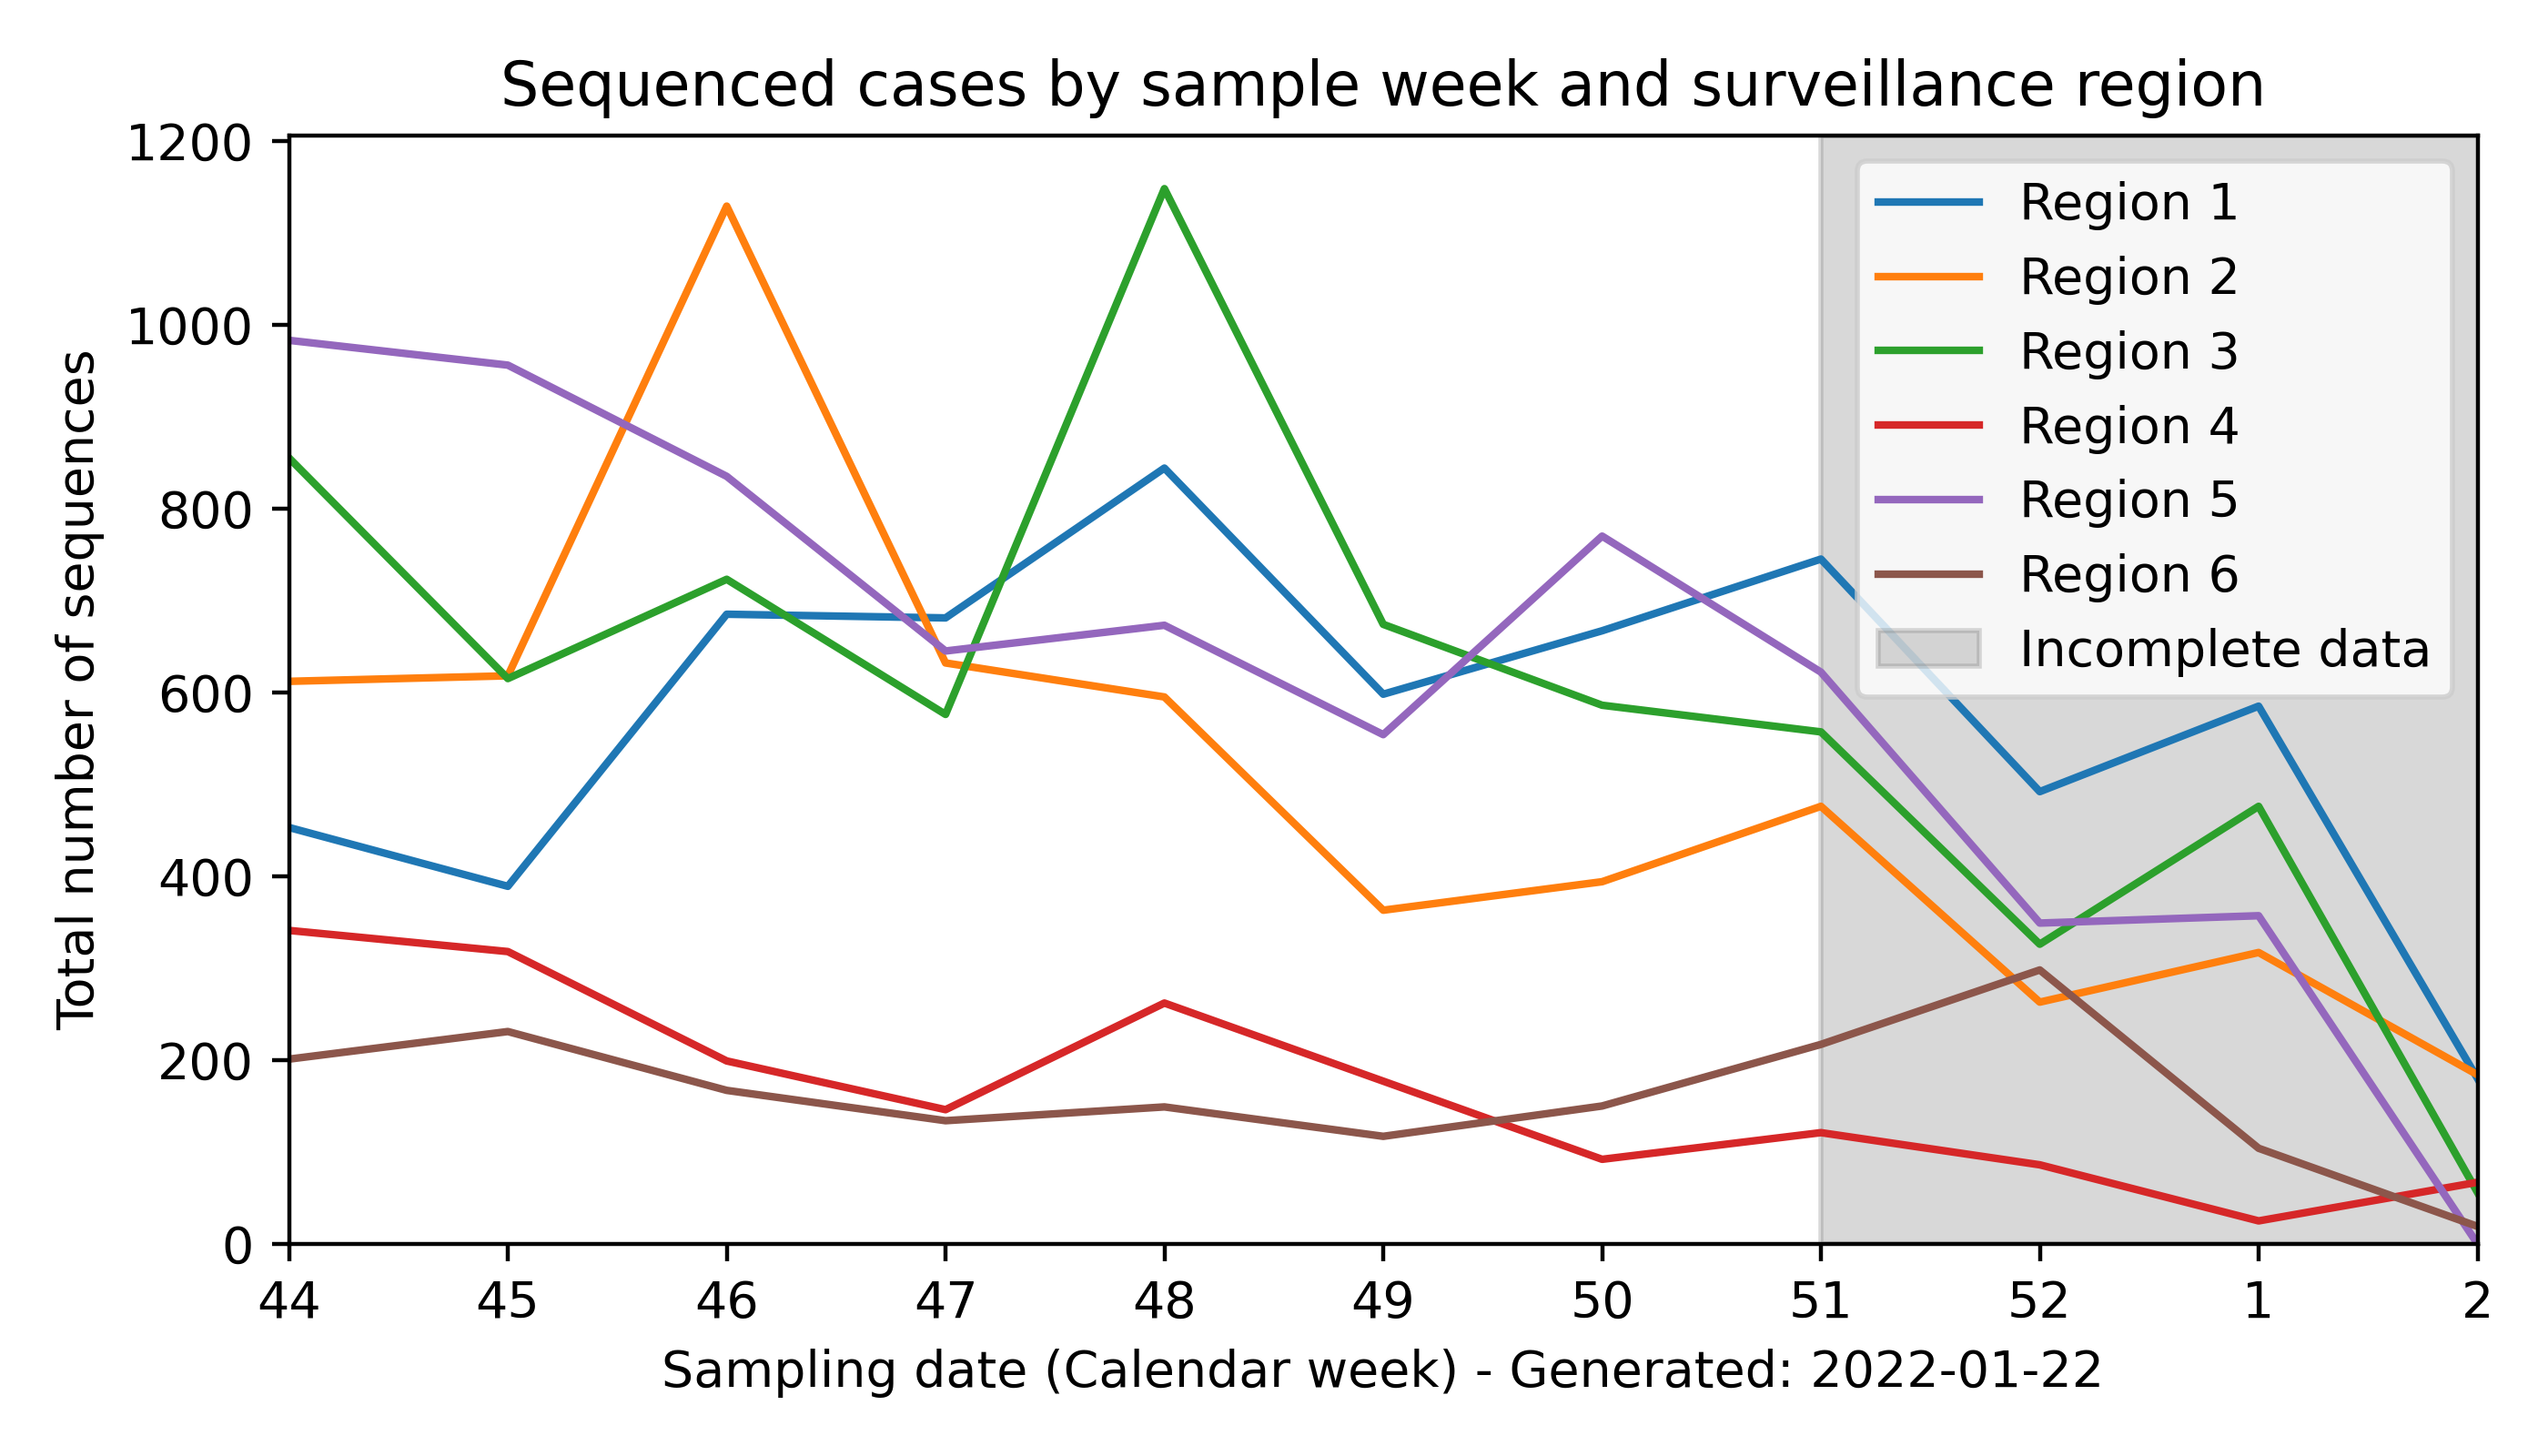 Sequenced cases by sample week and surveillance region
Total number of sequences
1200
1000
800
600
400
200
0
Region 1
Region 2
Region 3
Region 4
Region 5
Region 6
Incomplete data
44 45 46 47 48 49 50 51 52 1 2
Sampling date (Calendar week) - Generated: 2022-01-22